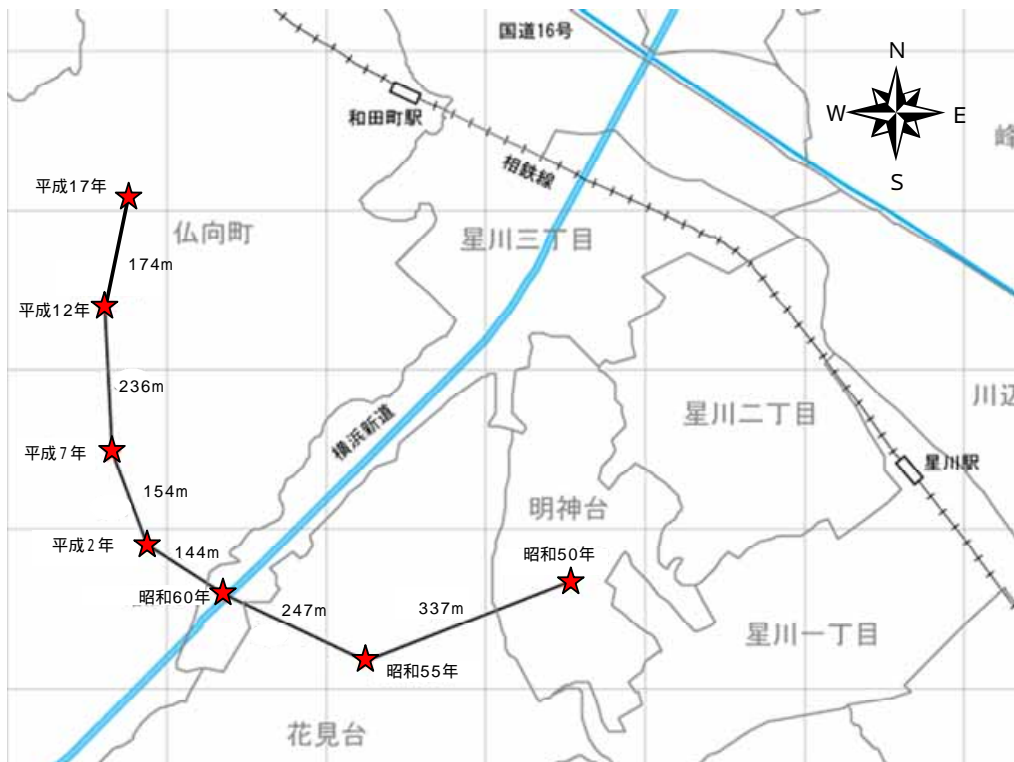 国道16号
N
W
E
S
和田町駅
峰
相鉄線
平成17年
仏向町
星川三丁目
174m
平成12年
236m
川辺
星川二丁目
横浜新道
平成7年
星川駅
154m
明神台
平成2年
144m
昭和50年
昭和60年
247m
337m
星川一丁目
昭和55年
花見台